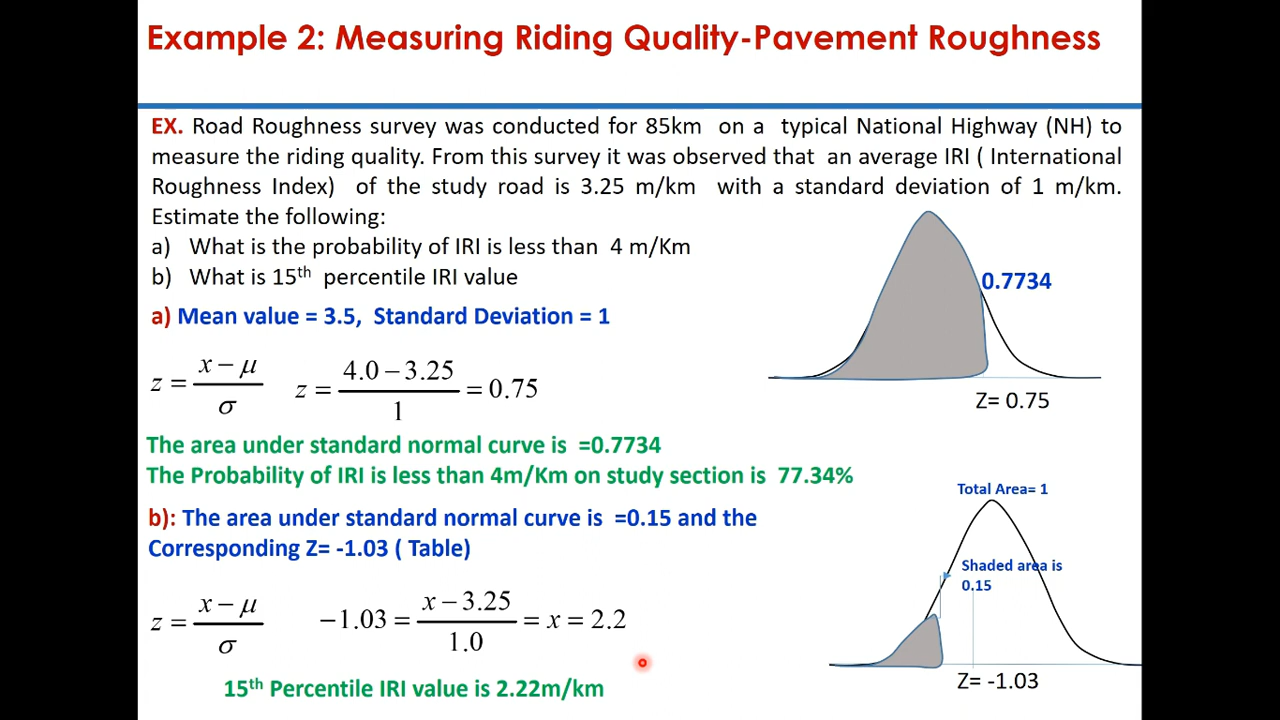 Example 2: Measuring Riding Quality-Pavement Roughness
EX. Road Roughness survey was conducted for 85km on a typical National Highway (NH) to
measure the riding quality. From this survey it was observed that an average IRI ( International
Roughness Index) of the study road is 3.25 m/km with a standard deviation of 1 m/km.
Estimate the following:
a) What is the probability of IRI is less than 4 m/Km
b) What is 15th percentile IRI value
0.7734
a) Mean value = 3.5, Standard Deviation = 1
z = (x − μ)/σ z = (4.0 − 3.25)/1 = 0.75
Z= 0.75
The area under standard normal curve is =0.7734
The Probability of IRI is less than 4m/Km on study section is 77.34%
Total Area= 1
b): The area under standard normal curve is =0.15 and the
Corresponding Z= -1.03 ( Table)
Shaded area is
0.15
z = (x − μ)/σ −1.03 = (x − 3.25)/1.0 = x = 2.2
Z= -1.03
15th Percentile IRI value is 2.22m/km